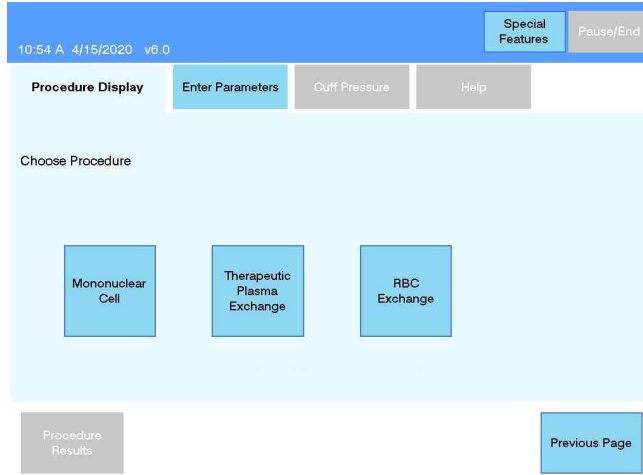 Special
Features
Pause/End
10:54 A 4/15/2020 v6.0
Procedure Display
Enter Parameters
Cuff Pressure
Help
Choose Procedure
Mononuclear
Cell
Therapeutic
Plasma
Exchange
RBC
Exchange
Procedure
Results
Previous Page